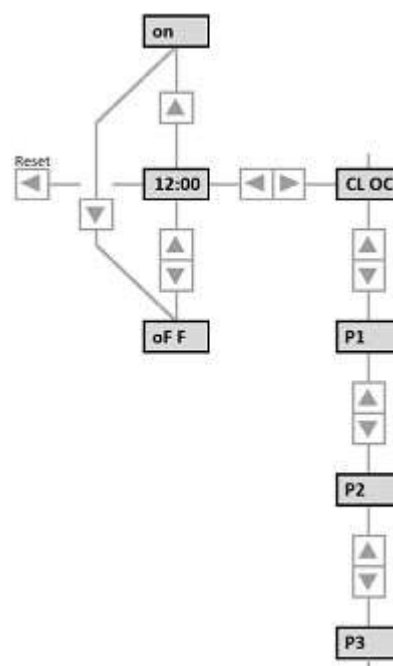 on
Reset
12:00
CL OC
oF F
P1
P2
P3